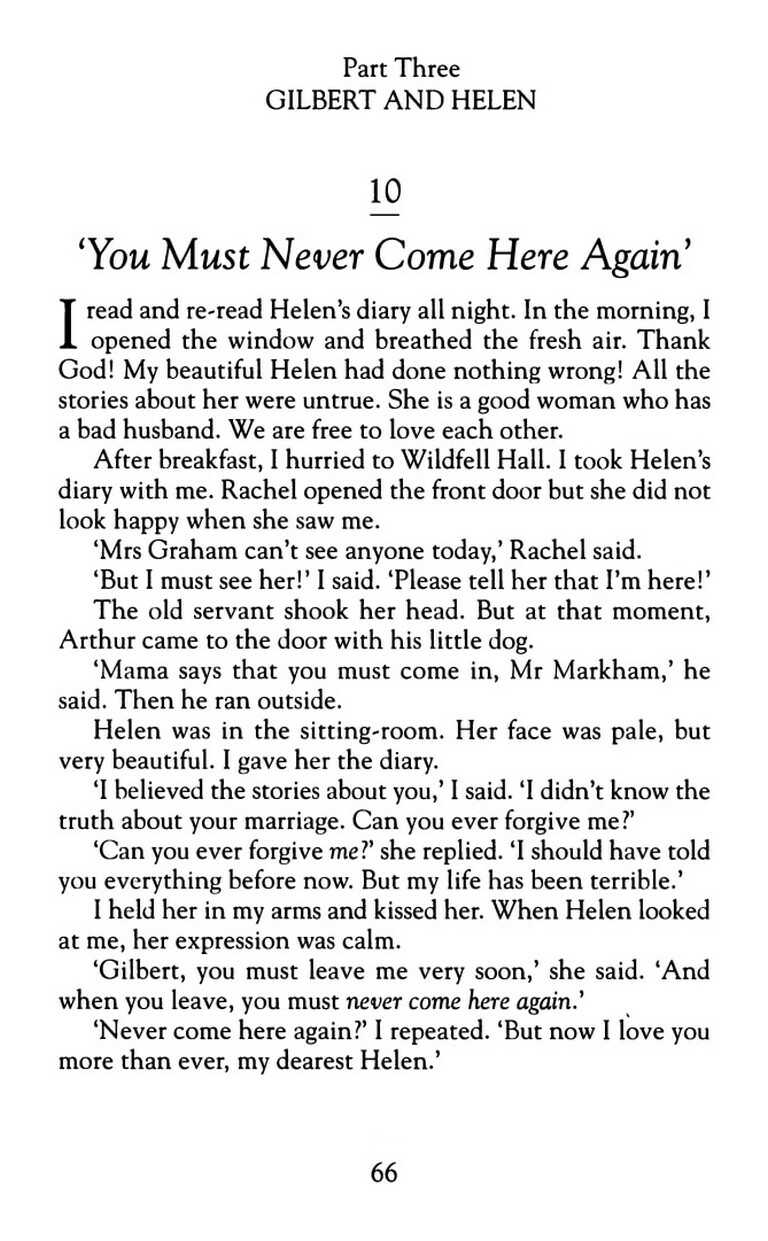 Part Three
GILBERT AND HELEN
10
‘You Must Never Come Here Again’
I read and re-read Helen’s diary all night. In the morning, I
opened the window and breathed the fresh air. Thank
God! My beautiful Helen had done nothing wrong! All the
stories about her were untrue. She is a good woman who has
a bad husband. We are free to love each other.
After breakfast, I hurried to Wildfell Hall. I took Helen’s
diary with me. Rachel opened the front door but she did not
look happy when she saw me.
‘Mrs Graham can’t see anyone today,’ Rachel said.
‘But I must see her!’ I said. ‘Please tell her that I’m here!’
The old servant shook her head. But at that moment,
Arthur came to the door with his little dog.
‘Mama says that you must come in, Mr Markham,’ he
said. Then he ran outside.
Helen was in the sitting-room. Her face was pale, but
very beautiful. I gave her the diary.
‘I believed the stories about you,’ I said. ‘I didn’t know the
truth about your marriage. Can you ever forgive me?’
‘Can you ever forgive me?’ she replied. ‘I should have told
you everything before now. But my life has been terrible.’
I held her in my arms and kissed her. When Helen looked
at me, her expression was calm.
‘Gilbert, you must leave me very soon,’ she said. ‘And
when you leave, you must never come here again.’
‘Never come here again?’ I repeated. ‘But now I love you
more than ever, my dearest Helen.’
66